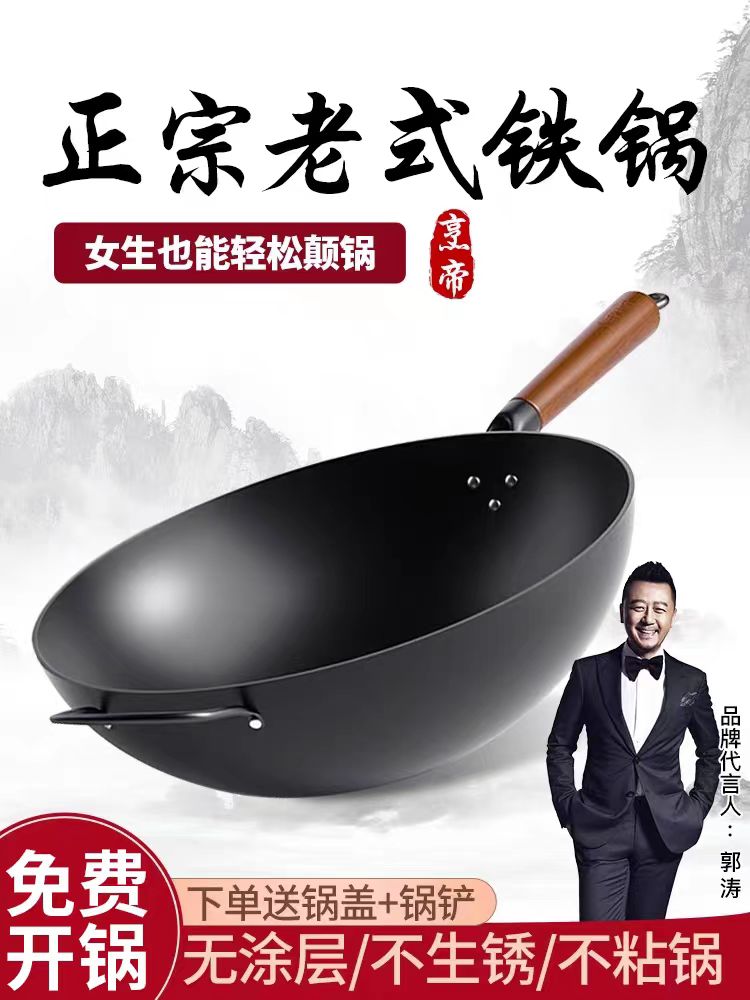 正宗老式铁锅
女生也能轻松颠锅
烹帝
品牌代言人：郭涛
免费
开锅
下单送锅盖+锅铲
无涂层/不生锈/不粘锅